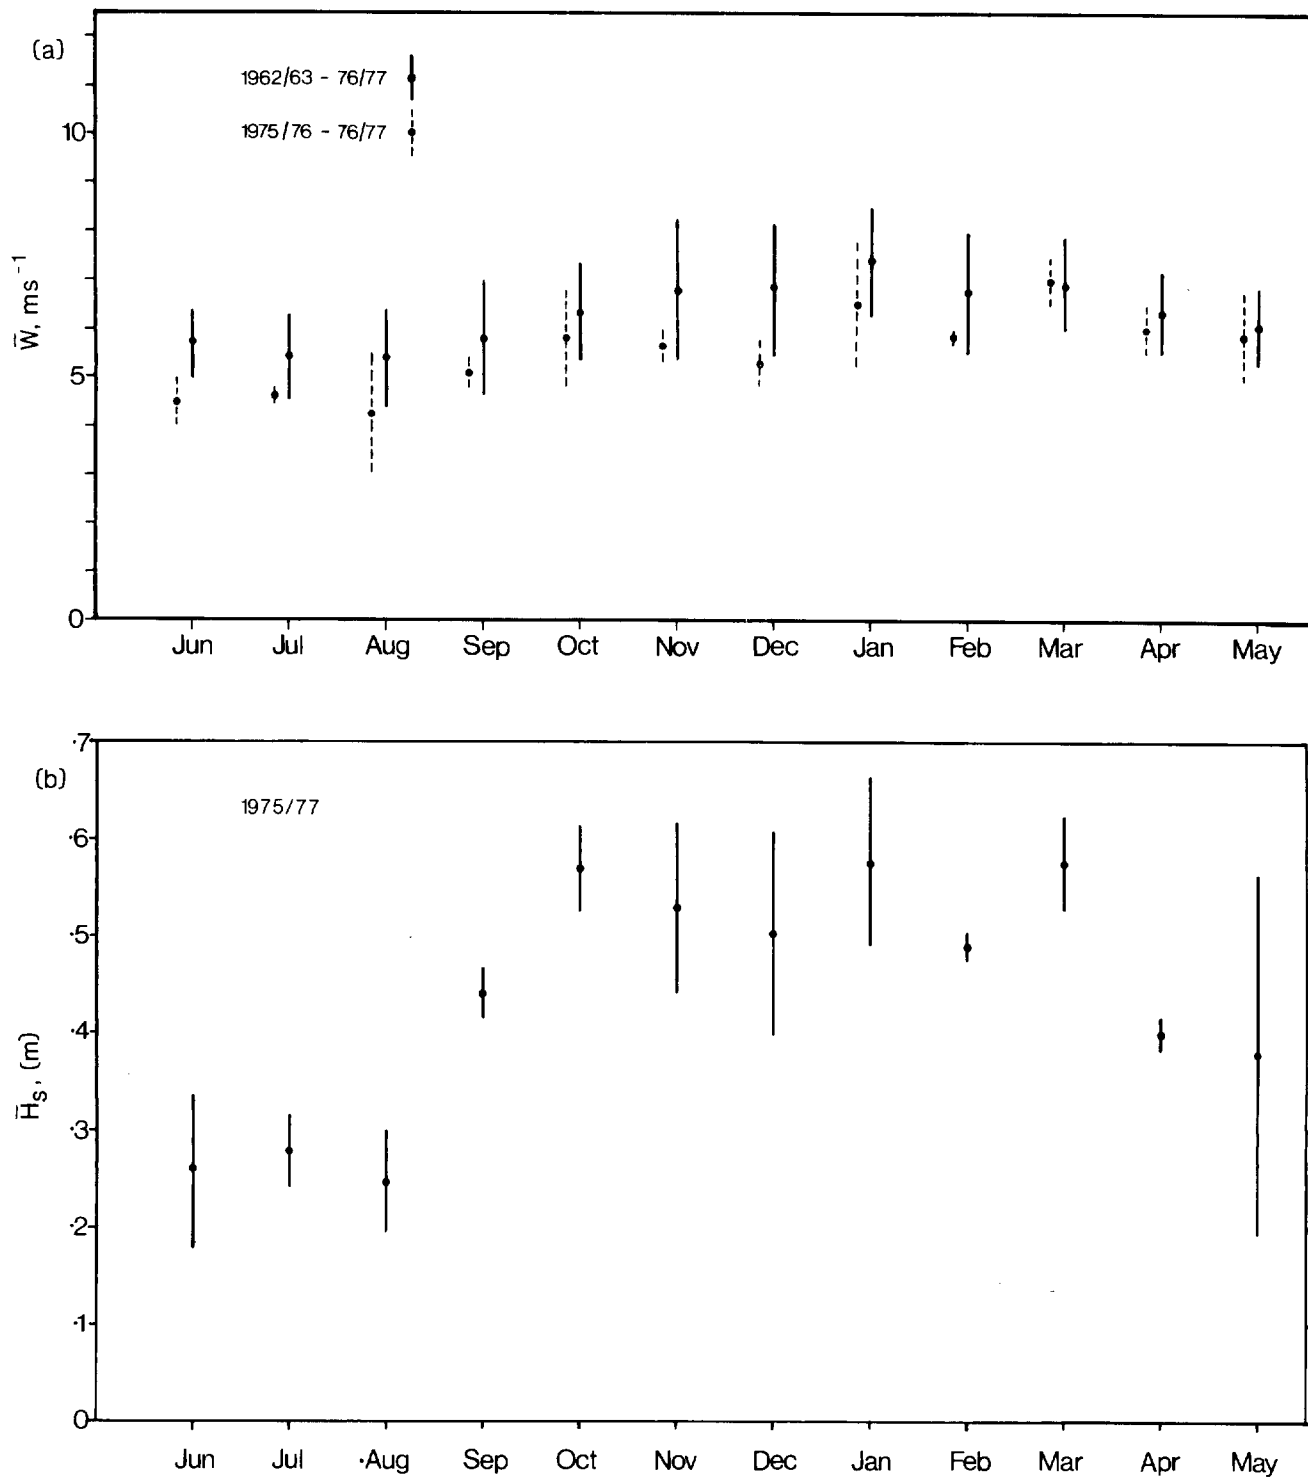 (a)
1962/63 - 76/77
1975/76 - 76/77
10
5
0
W̄, ms⁻¹
Jun Jul Aug Sep Oct Nov Dec Jan Feb Mar Apr May
(b)
1975/77
·7
·6
·5
·4
·3
·2
·1
0
H̄s, (m)
Jun Jul ·Aug Sep Oct Nov Dec Jan Feb Mar Apr May